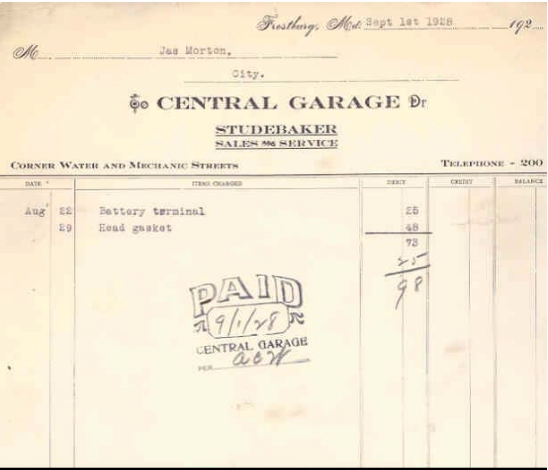 Frostburg, Md. Sept 1st 1928 192
M Jas Morton,
City.
To CENTRAL GARAGE Dr
STUDEBAKER
SALES AND SERVICE
CORNER WATER AND MECHANIC STREETS TELEPHONE - 200
DATE ITEMS CHARGED DEBIT CREDIT BALANCE
Aug 22 Battery terminal 25
29 Head gasket 48
73
25
98
PAID
9/1/28
CENTRAL GARAGE
PER ACW